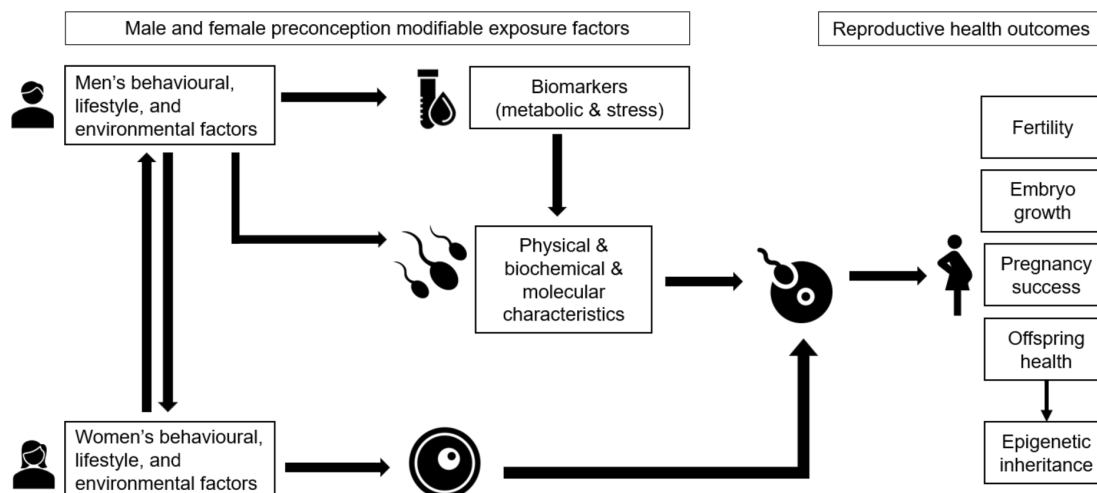 Male and female preconception modifiable exposure factors
Reproductive health outcomes
Men's behavioural,
lifestyle, and
environmental factors
Biomarkers
(metabolic & stress)
Physical &
biochemical &
molecular
characteristics
Women's behavioural,
lifestyle, and
environmental factors
Fertility
Embryo
growth
Pregnancy
success
Offspring
health
Epigenetic
inheritance